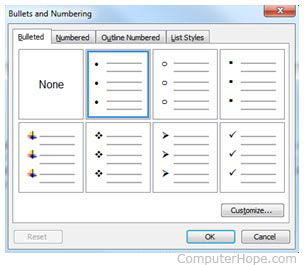 Bullets and Numbering
Bulleted Numbered Outline Numbered List Styles
None
Customize...
Reset OK Cancel
ComputerHope.com